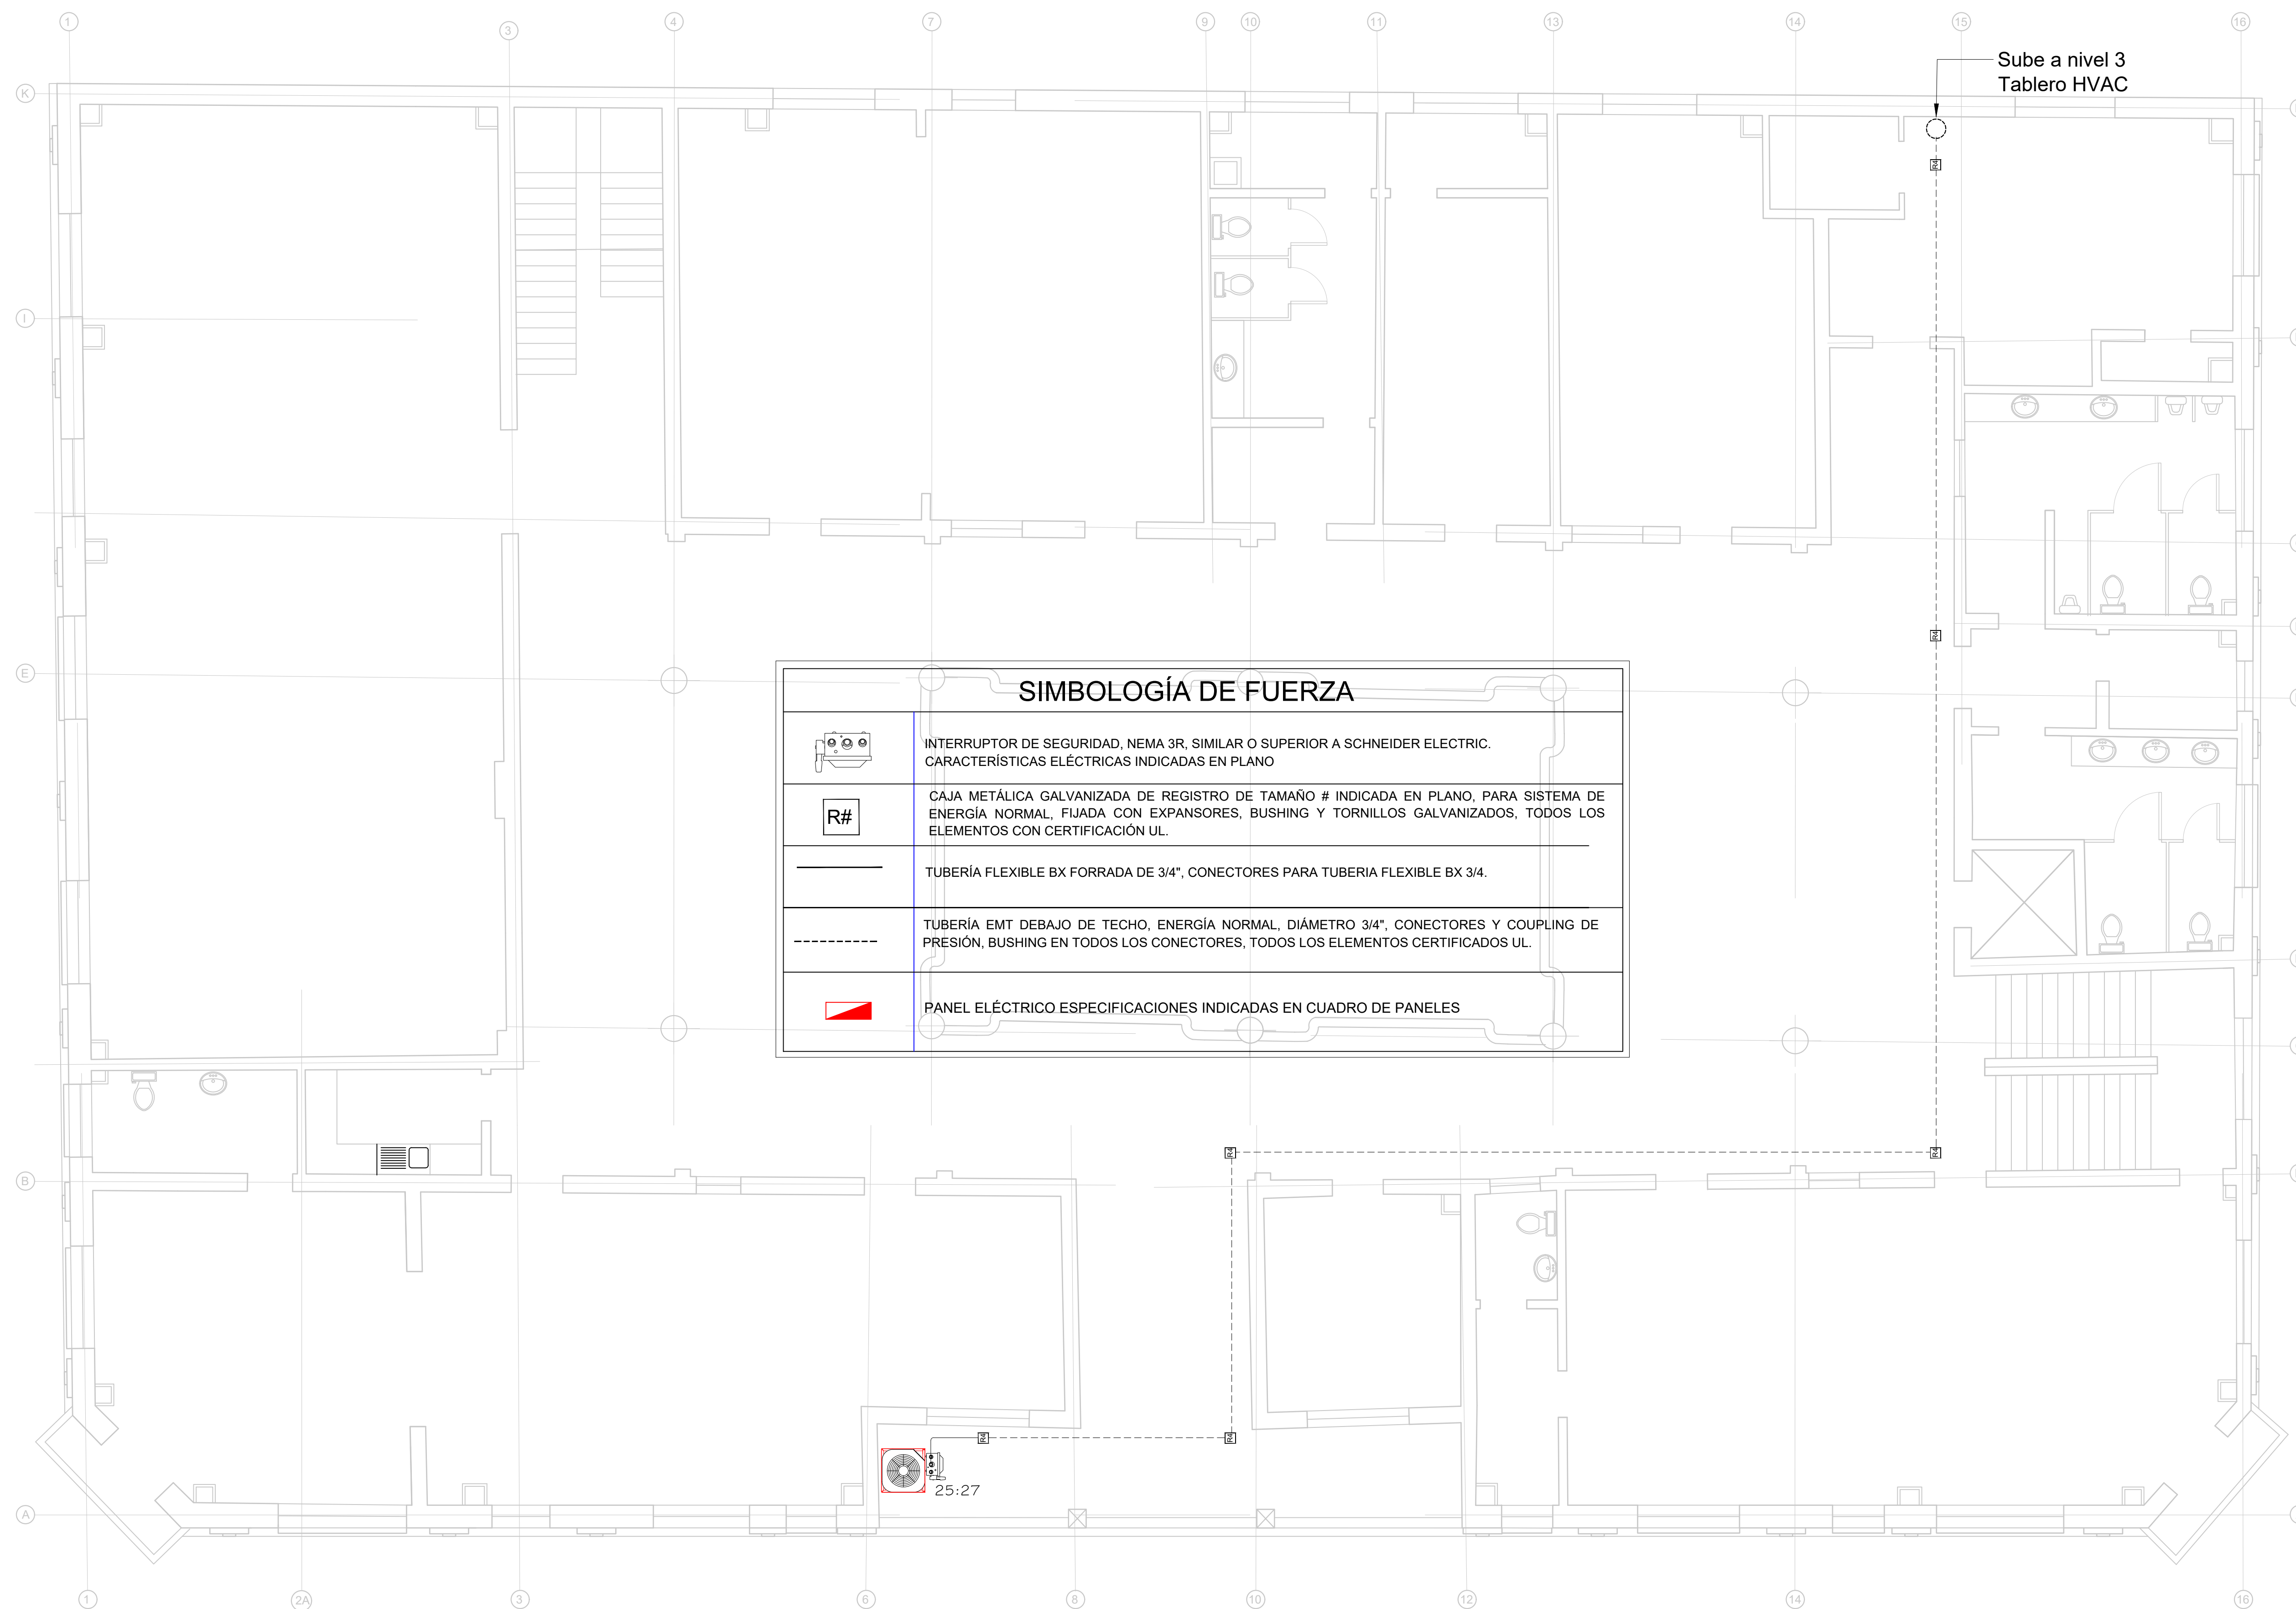 1
3
4
7
9
10
11
13
14
15
16
Sube a nivel 3
Tablero HVAC
K
R4
I
R4
E
SIMBOLOGÍA DE FUERZA
INTERRUPTOR DE SEGURIDAD, NEMA 3R, SIMILAR O SUPERIOR A SCHNEIDER ELECTRIC.
CARACTERÍSTICAS ELÉCTRICAS INDICADAS EN PLANO
R#
CAJA METÁLICA GALVANIZADA DE REGISTRO DE TAMAÑO # INDICADA EN PLANO, PARA SISTEMA DE
ENERGÍA NORMAL, FIJADA CON EXPANSORES, BUSHING Y TORNILLOS GALVANIZADOS, TODOS LOS
ELEMENTOS CON CERTIFICACIÓN UL.
TUBERÍA FLEXIBLE BX FORRADA DE 3/4", CONECTORES PARA TUBERIA FLEXIBLE BX 3/4.
TUBERÍA EMT DEBAJO DE TECHO, ENERGÍA NORMAL, DIÁMETRO 3/4", CONECTORES Y COUPLING DE
PRESIÓN, BUSHING EN TODOS LOS CONECTORES, TODOS LOS ELEMENTOS CERTIFICADOS UL.
PANEL ELÉCTRICO ESPECIFICACIONES INDICADAS EN CUADRO DE PANELES
R4
R4
B
R4
R4
25:27
A
1
2A
3
6
8
10
12
14
16